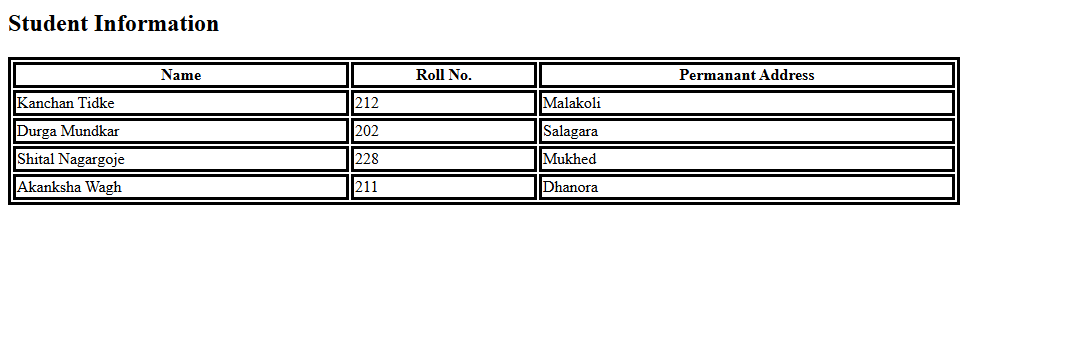 Student Information
Name Roll No. Permanant Address
Kanchan Tidke 212 Malakoli
Durga Mundkar 202 Salagara
Shital Nagargoje 228 Mukhed
Akanksha Wagh 211 Dhanora